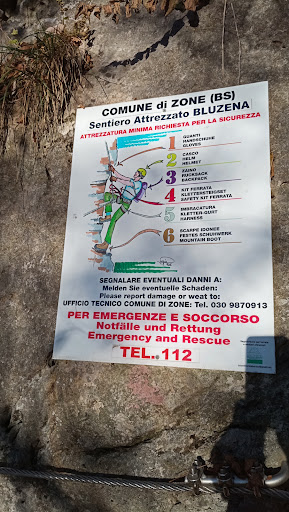 COMUNE di ZONE (BS)
Sentiero Attrezzato BLUZENA
ATTREZZATURA MINIMA RICHIESTA PER LA SICUREZZA
1 GUANTI
HANDSCHUHE
GLOVES
2 CASCO
HELM
HELMET
3 ZAINO
RUCKSACK
BACKPACK
4 KIT FERRATA
KLETTERSTEIGSET
SAFETY KIT FERRATA
5 IMBRACATURA
KLETTER-GURT
HARNESS
6 SCARPE IDONEE
FESTES SCHUHWERK
MOUNTAIN BOOT
SEGNALARE EVENTUALI DANNI A:
Melden Sie eventuelle Schaden:
Please report damage or weat to:
UFFICIO TECNICO COMUNE DI ZONE: Tel. 030 9870913
PER EMERGENZE E SOCCORSO
Notfälle und Rettung
Emergency and Rescue
TEL. 112